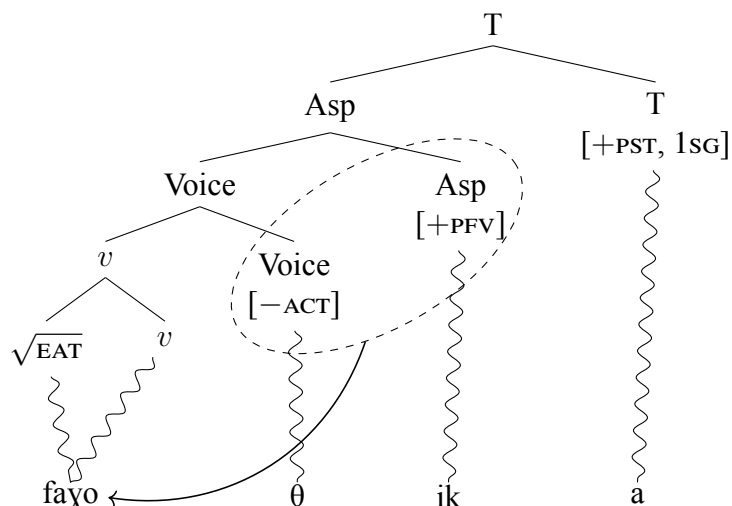 T
Asp
T
[+PST, 1SG]
Voice
Asp
[+PFV]
v
Voice
[−ACT]
√EAT
v
faɣo θ ik a